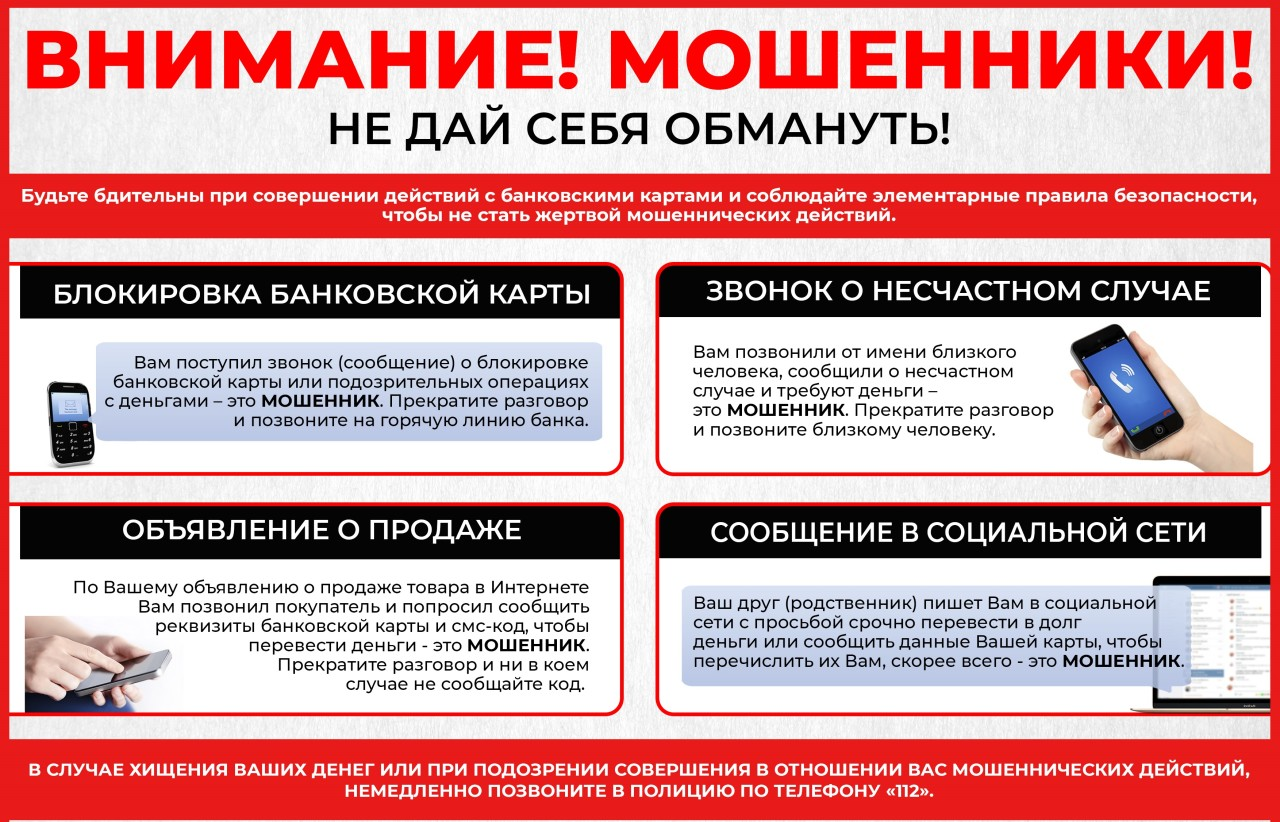 ВНИМАНИЕ! МОШЕННИКИ!
НЕ ДАЙ СЕБЯ ОБМАНУТЬ!
Будьте бдительны при совершении действий с банковскими картами и соблюдайте элементарные правила безопасности,
чтобы не стать жертвой мошеннических действий.
БЛОКИРОВКА БАНКОВСКОЙ КАРТЫ
Вам поступил звонок (сообщение) о блокировке
банковской карты или подозрительных операциях
с деньгами – это МОШЕННИК. Прекратите разговор
и позвоните на горячую линию банка.
ЗВОНОК О НЕСЧАСТНОМ СЛУЧАЕ
Вам позвонили от имени близкого
человека, сообщили о несчастном
случае и требуют деньги –
это МОШЕННИК. Прекратите разговор
и позвоните близкому человеку.
ОБЪЯВЛЕНИЕ О ПРОДАЖЕ
По Вашему объявлению о продаже товара в Интернете
Вам позвонил покупатель и попросил сообщить
реквизиты банковской карты и смс-код, чтобы
перевести деньги - это МОШЕННИК.
Прекратите разговор и ни в коем
случае не сообщайте код.
СООБЩЕНИЕ В СОЦИАЛЬНОЙ СЕТИ
Ваш друг (родственник) пишет Вам в социальной
сети с просьбой срочно перевести в долг
деньги или сообщить данные Вашей карты, чтобы
перечислить их Вам, скорее всего - это МОШЕННИК.
В СЛУЧАЕ ХИЩЕНИЯ ВАШИХ ДЕНЕГ ИЛИ ПРИ ПОДОЗРЕНИИ СОВЕРШЕНИЯ В ОТНОШЕНИИ ВАС МОШЕННИЧЕСКИХ ДЕЙСТВИЙ,
НЕМЕДЛЕННО ПОЗВОНИТЕ В ПОЛИЦИЮ ПО ТЕЛЕФОНУ «112».